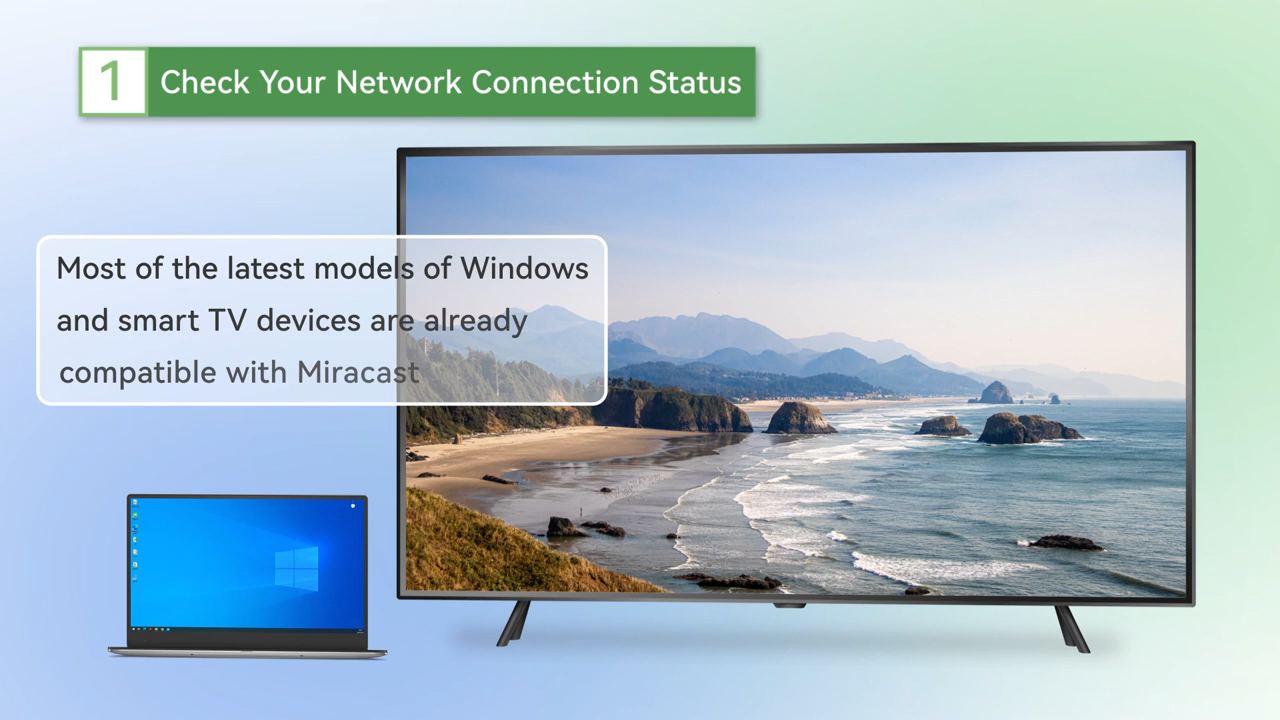 1 Check Your Network Connection Status
Most of the latest models of Windows
and smart TV devices are already
compatible with Miracast